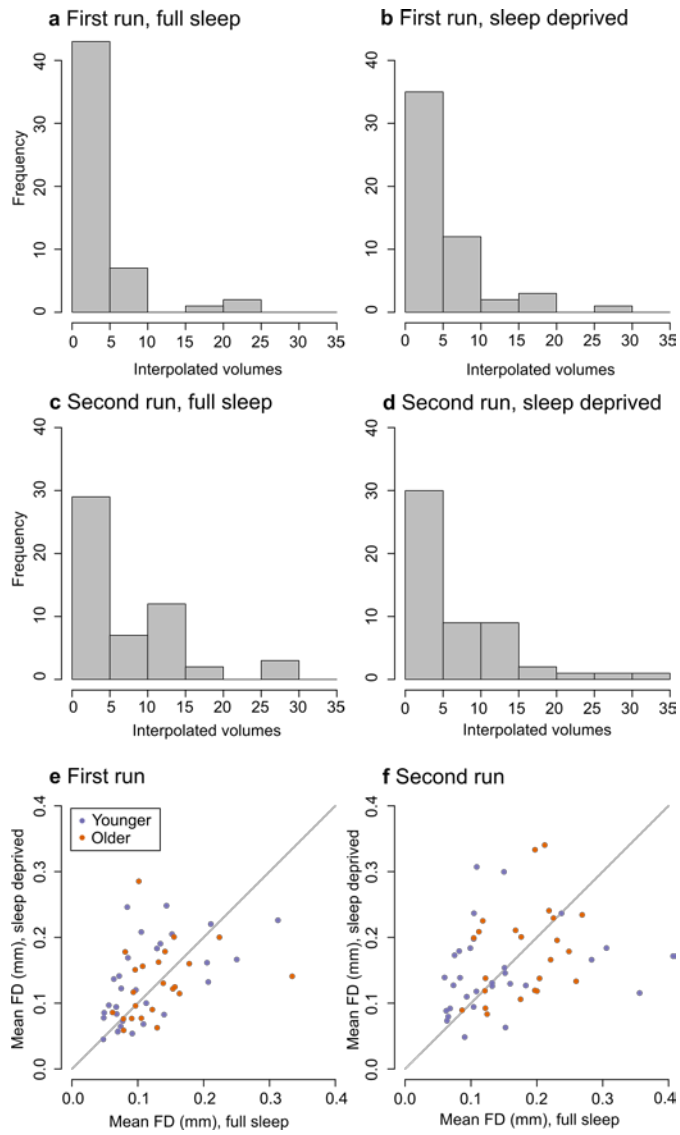 a First run, full sleep
b First run, sleep deprived
Frequency
40
30
20
10
0
0 5 10 15 20 25 30 35
Interpolated volumes
40
30
20
10
0
0 5 10 15 20 25 30 35
Interpolated volumes
c Second run, full sleep
d Second run, sleep deprived
Frequency
40
30
20
10
0
0 5 10 15 20 25 30 35
Interpolated volumes
40
30
20
10
0
0 5 10 15 20 25 30 35
Interpolated volumes
e First run
f Second run
Mean FD (mm), sleep deprived
0.4
0.3
0.2
0.1
0.0
Younger
Older
0.0 0.1 0.2 0.3 0.4
Mean FD (mm), full sleep
Mean FD (mm), sleep deprived
0.4
0.3
0.2
0.1
0.0
0.0 0.1 0.2 0.3 0.4
Mean FD (mm), full sleep